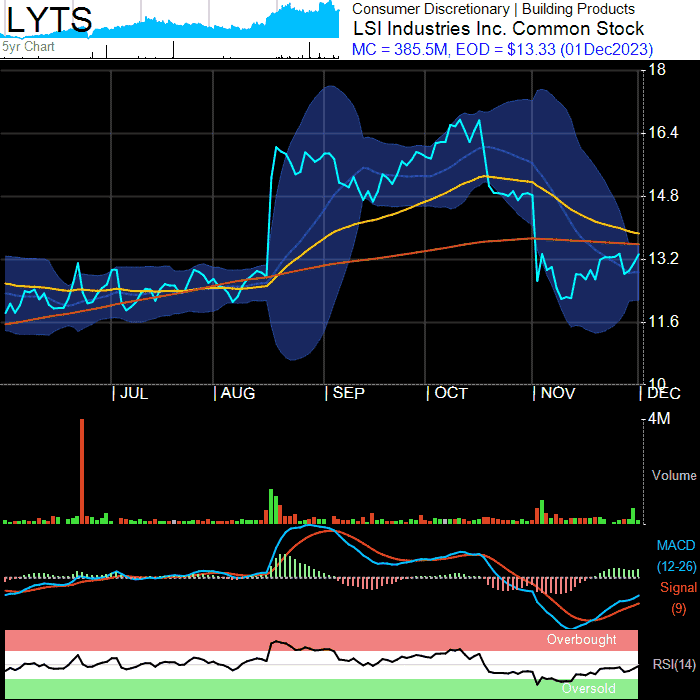 LYTS
5yr Chart
Consumer Discretionary | Building Products
LSI Industries Inc. Common Stock
MC = 385.5M, EOD = $13.33 (01Dec2023)
18
16.4
14.8
13.2
11.6
10
JUL
AUG
SEP
OCT
NOV
DEC
4M
Volume
MACD
(12-26)
Signal
(9)
Overbought
RSI(14)
Oversold